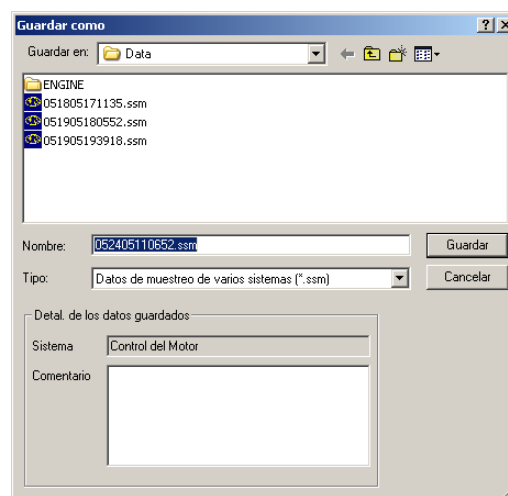 Guardar como
Guardar en: Data
ENGINE
051805171135.ssm
051905180552.ssm
051905193918.ssm
Nombre: 052405110652.ssm Guardar
Tipo: Datos de muestreo de varios sistemas (*.ssm) Cancelar
Detal. de los datos guardados
Sistema Control del Motor
Comentario